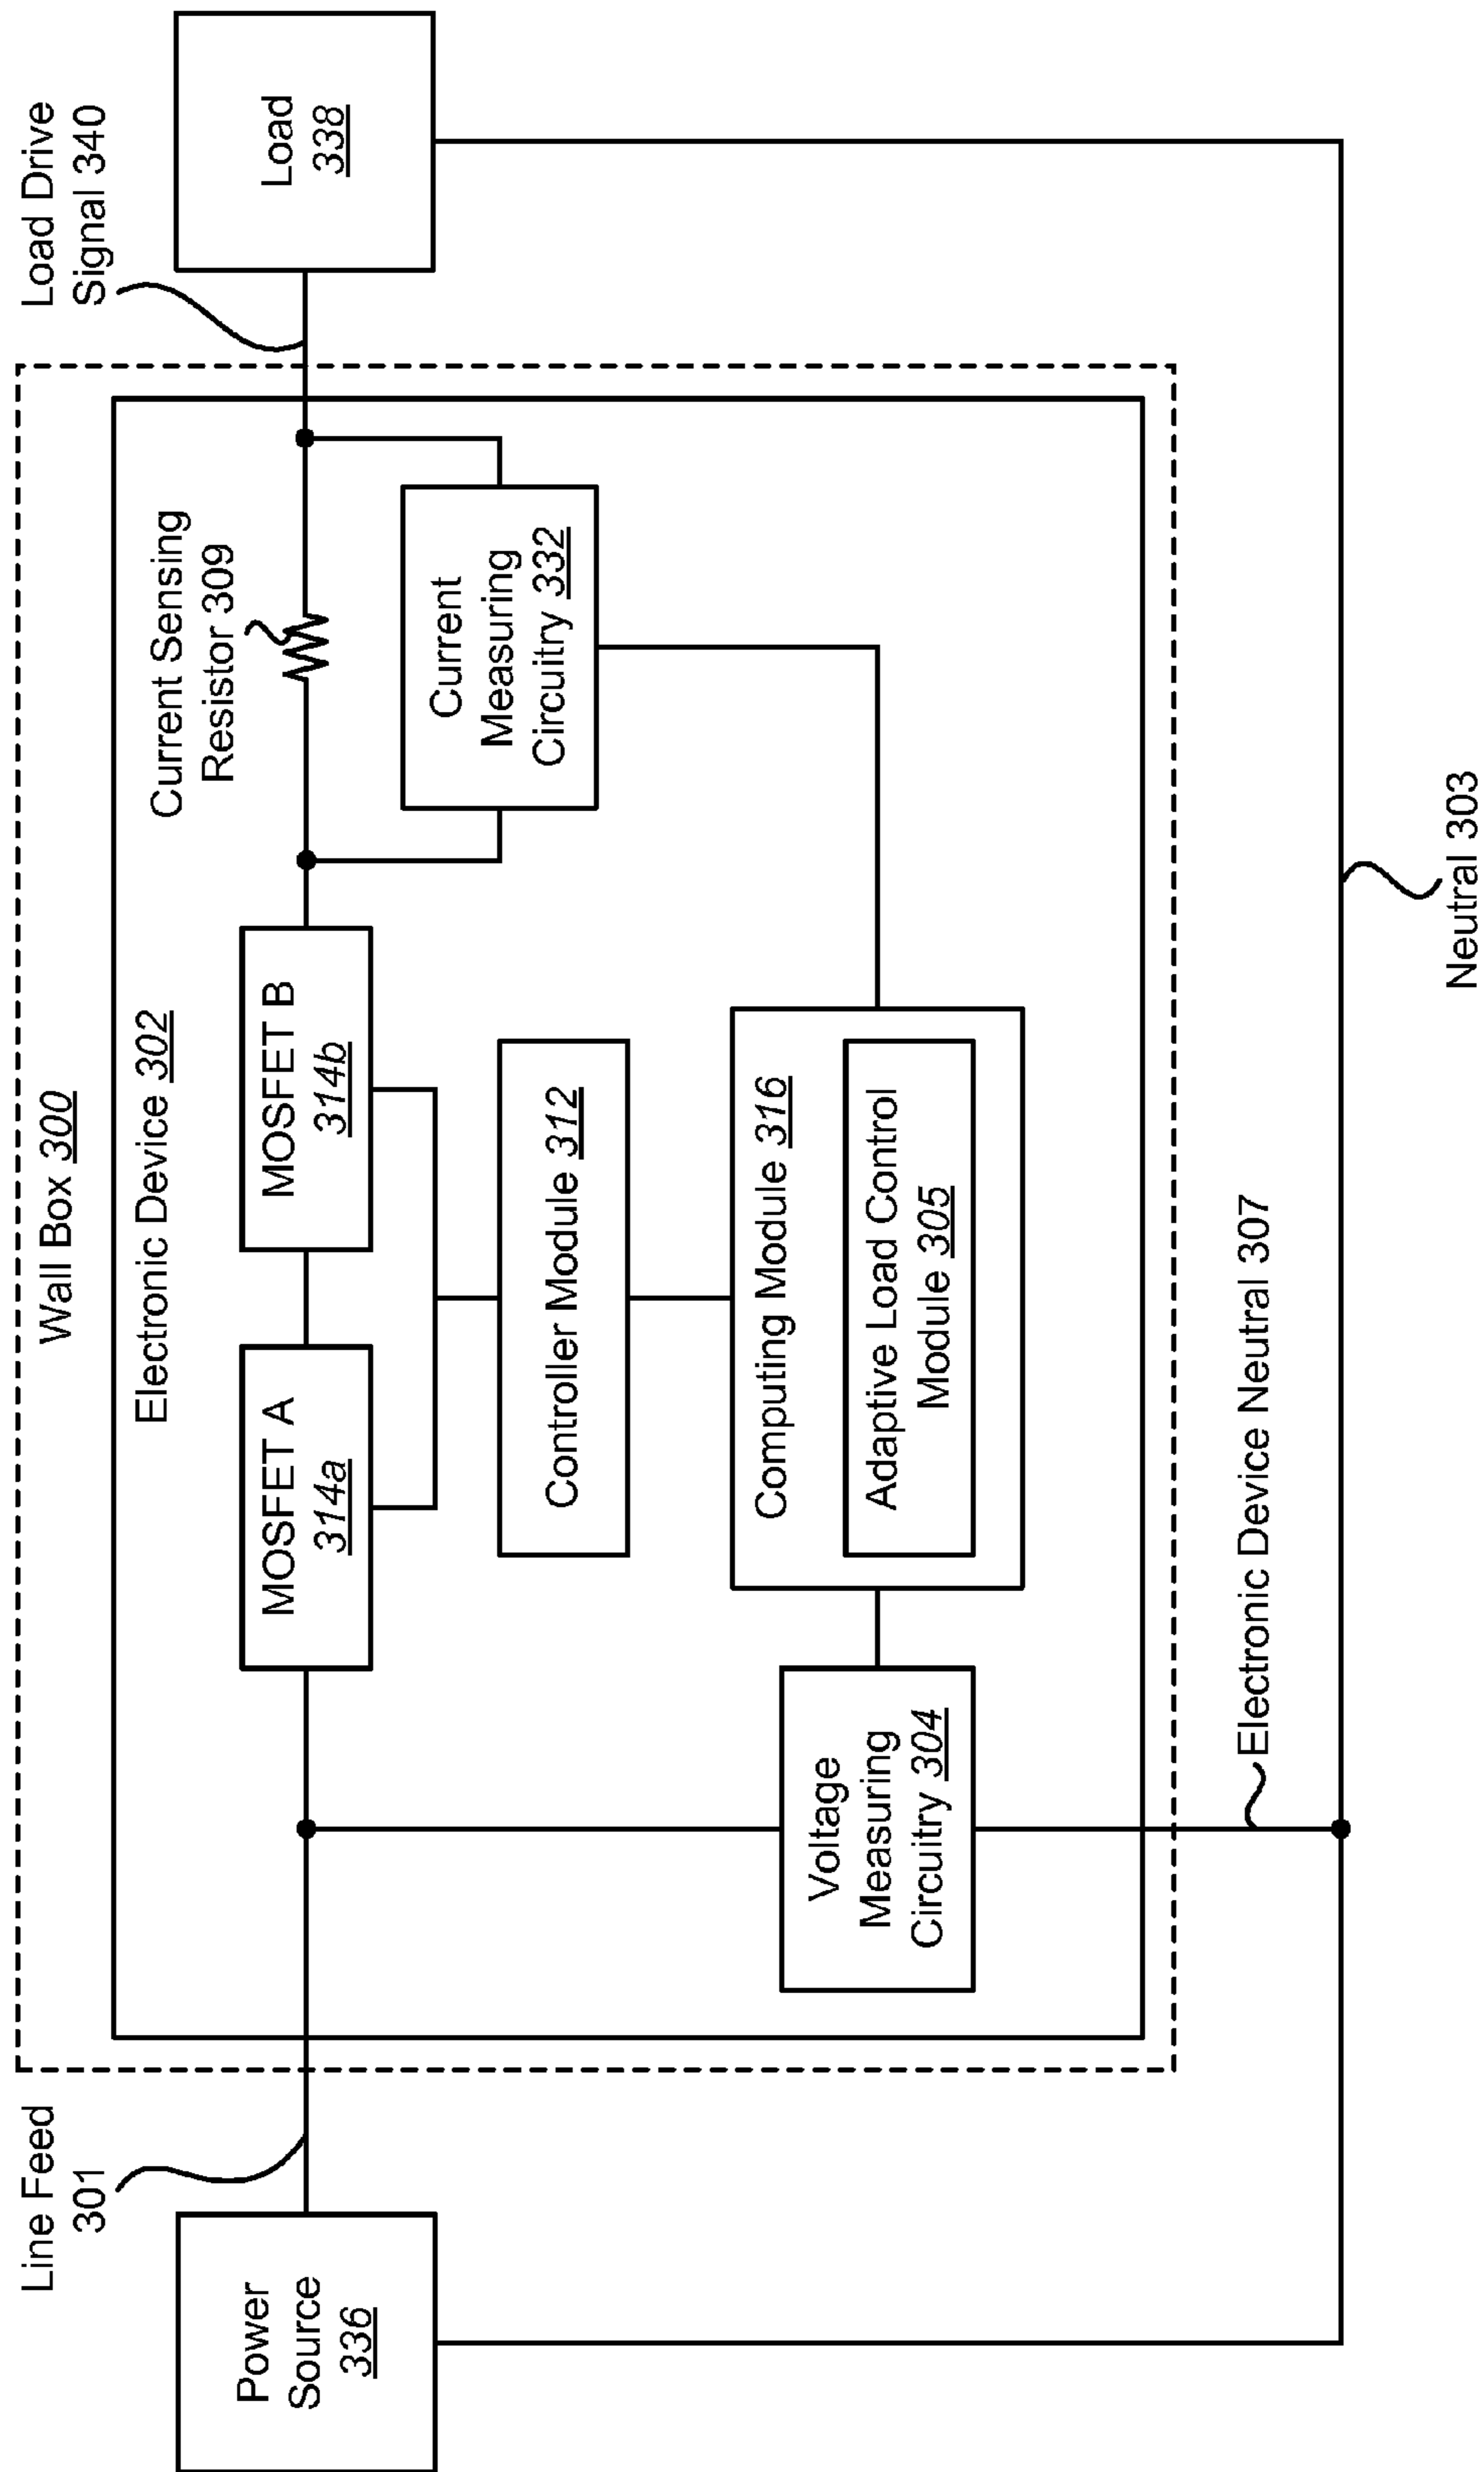 Wall Box 300
Line Feed
301
Load Drive
Signal 340
Electronic Device 302
Current Sensing
Resistor 309
Power
Source
336
MOSFET A
314a
MOSFET B
314b
Load
338
Current
Measuring
Circuitry 332
Controller Module 312
Voltage
Measuring
Circuitry 304
Computing Module 316
Adaptive Load Control
Module 305
Electronic Device Neutral 307
Neutral 303